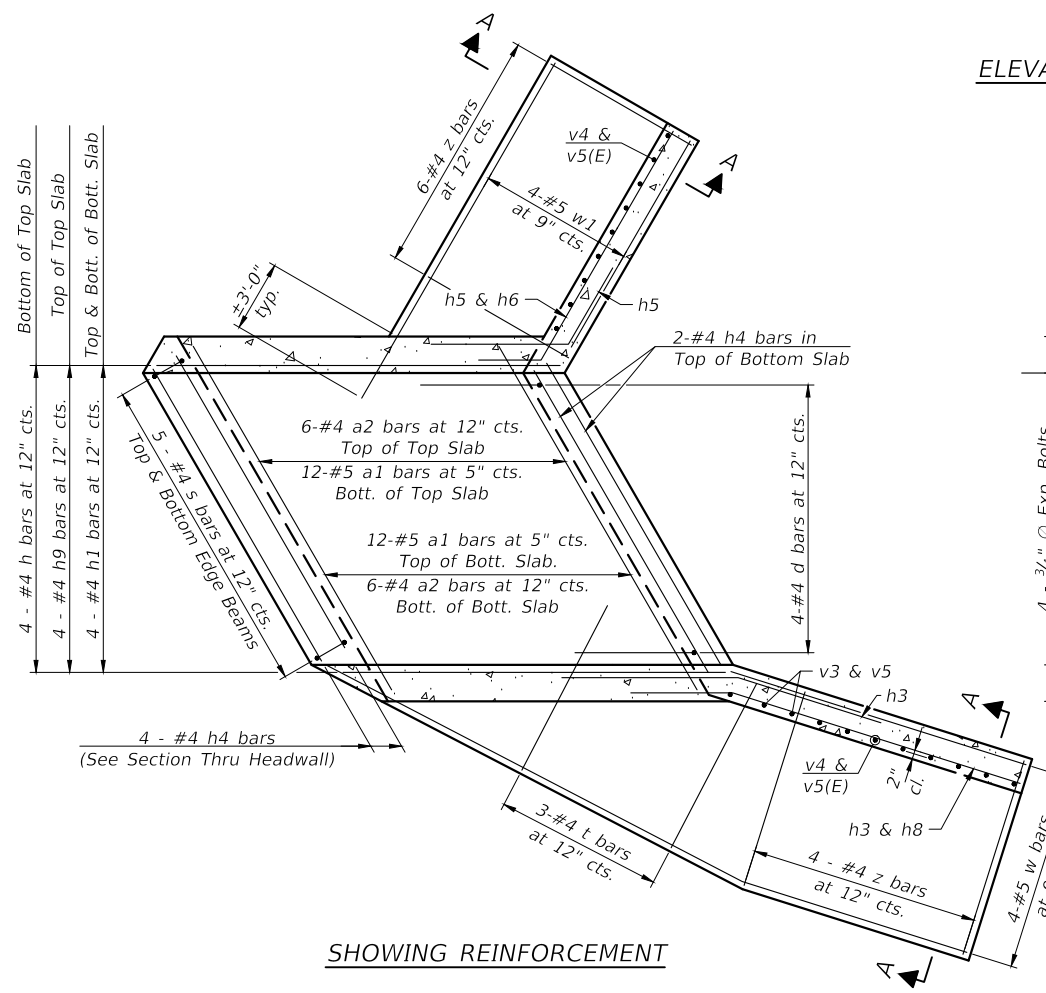 A
ELEVA
6-#4 z bars
at 12" cts.
v4 &
v5(E)
A
4-#5 w1
at 9" cts.
Bottom of Top Slab
Top of Top Slab
Top & Bott. of Bott. Slab
±3'-0"
typ.
h5 & h6
h5
2-#4 h4 bars in
Top of Bottom Slab
4 - #4 h bars at 12" cts.
4 - #4 h9 bars at 12" cts.
4 - #4 h1 bars at 12" cts.
5 - #4 s bars at 12" cts.
Top & Bottom Edge Beams
6-#4 a2 bars at 12" cts.
Top of Top Slab
12-#5 a1 bars at 5" cts.
Bott. of Top Slab
12-#5 a1 bars at 5" cts.
Top of Bott. Slab.
6-#4 a2 bars at 12" cts.
Bott. of Bott. Slab
4-#4 d bars at 12" cts.
4 - ¾" ∅ Exp. Bolts
v3 & v5
h3
A
4 - #4 h4 bars
(See Section Thru Headwall)
v4 &
v5(E)
2"
cl.
h3 & h8
3-#4 t bars
at 12" cts.
4 - #4 z bars
at 12" cts.
4-#5 w bars
A
SHOWING REINFORCEMENT